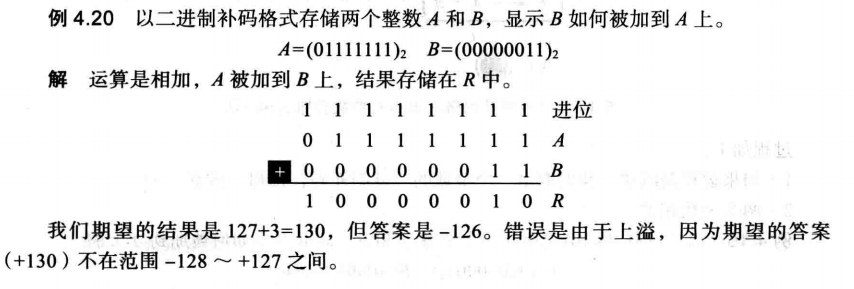 例 4.20 以二进制补码格式存储两个整数 A 和 B，显示 B 如何被加到 A 上。
A=(01111111)₂ B=(00000011)₂
解 运算是相加，A 被加到 B 上，结果存储在 R 中。
1 1 1 1 1 1 1 1 进位
0 1 1 1 1 1 1 1 A
+ 0 0 0 0 0 0 1 1 B
1 0 0 0 0 0 1 0 R
我们期望的结果是 127+3=130，但答案是 –126。错误是由于上溢，因为期望的答案
（+130）不在范围 –128 ～ +127 之间。